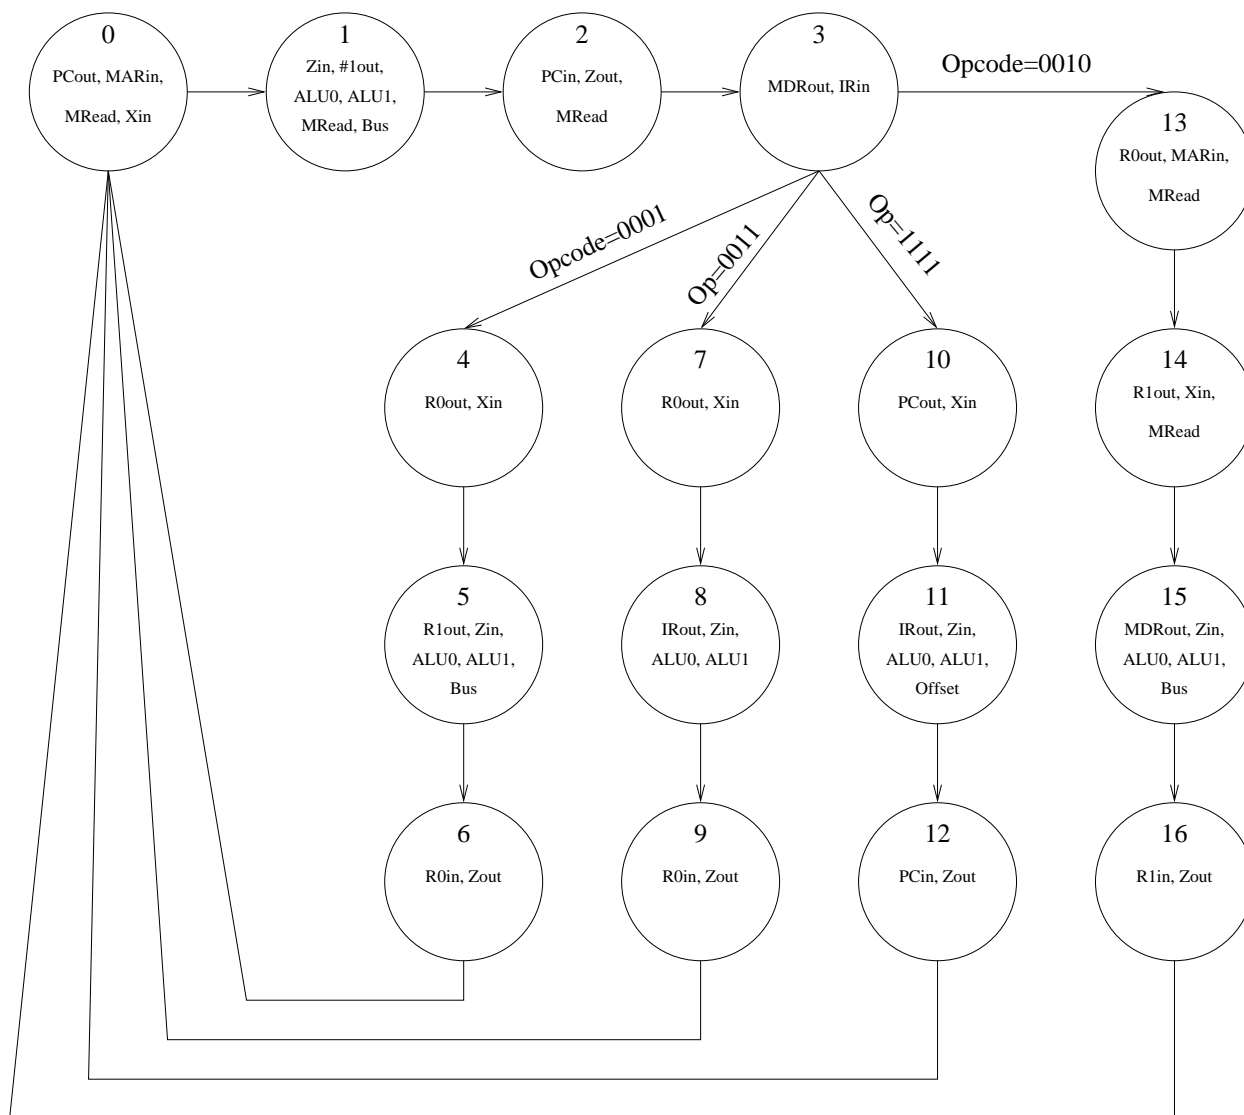 0
PCout, MARin,
MRead, Xin
1
Zin, #1out,
ALU0, ALU1,
MRead, Bus
2
PCin, Zout,
MRead
3
MDRout, IRin
Opcode=0010
13
R0out, MARin,
MRead
Opcode=0001
Op=0011
Op=1111
4
R0out, Xin
7
R0out, Xin
10
PCout, Xin
14
R1out, Xin,
MRead
5
R1out, Zin,
ALU0, ALU1,
Bus
8
IRout, Zin,
ALU0, ALU1
11
IRout, Zin,
ALU0, ALU1,
Offset
15
MDRout, Zin,
ALU0, ALU1,
Bus
6
R0in, Zout
9
R0in, Zout
12
PCin, Zout
16
R1in, Zout